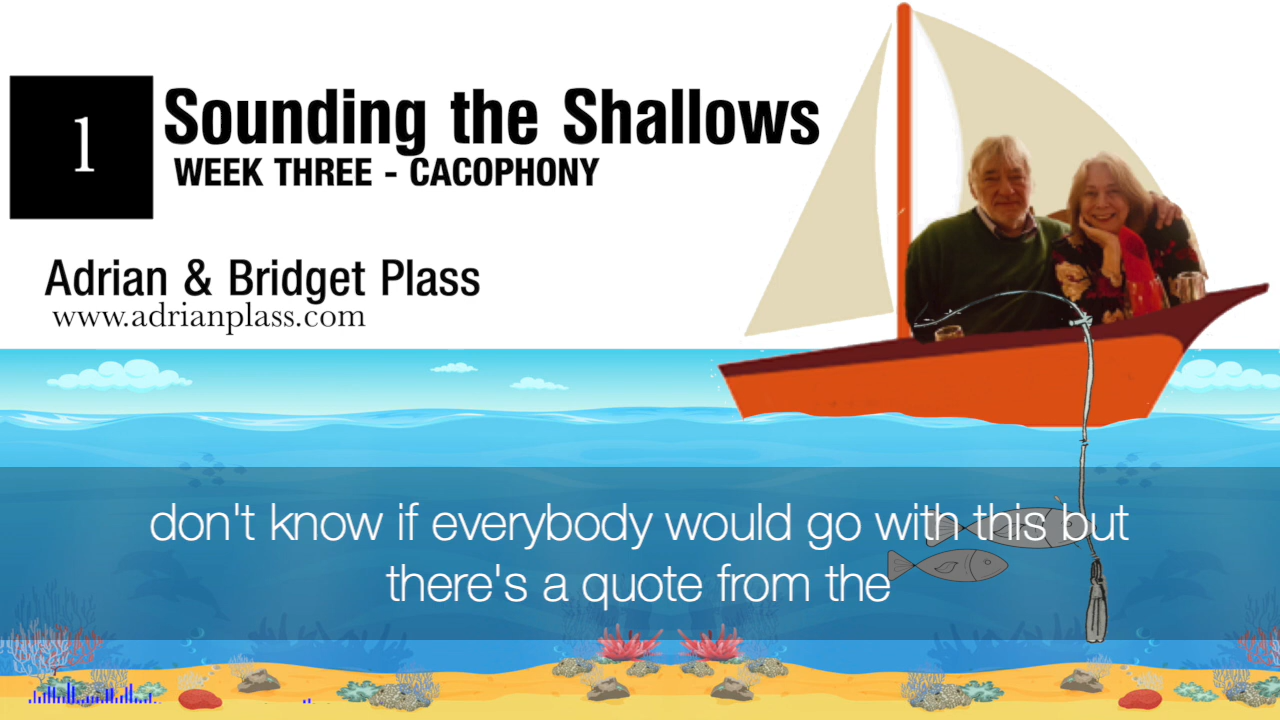 1
Sounding the Shallows
WEEK THREE - CACOPHONY
Adrian & Bridget Plass
www.adrianplass.com
don't know if everybody would go with this but
there's a quote from the